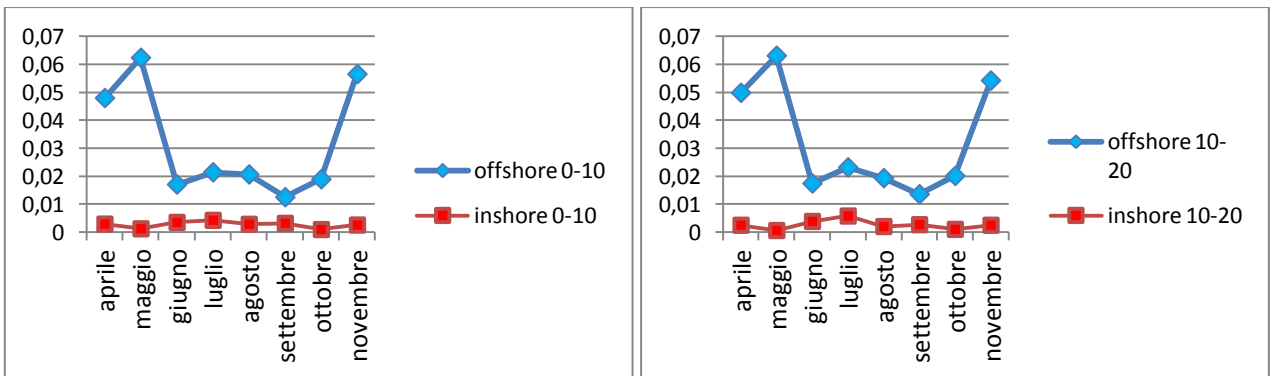 0,07
0,06
0,05
0,04
0,03
0,02
0,01
0
aprile
maggio
giugno
luglio
agosto
settembre
ottobre
novembre
offshore 0-10
inshore 0-10
0,07
0,06
0,05
0,04
0,03
0,02
0,01
0
aprile
maggio
giugno
luglio
agosto
settembre
ottobre
novembre
offshore 10-
20
inshore 10-20